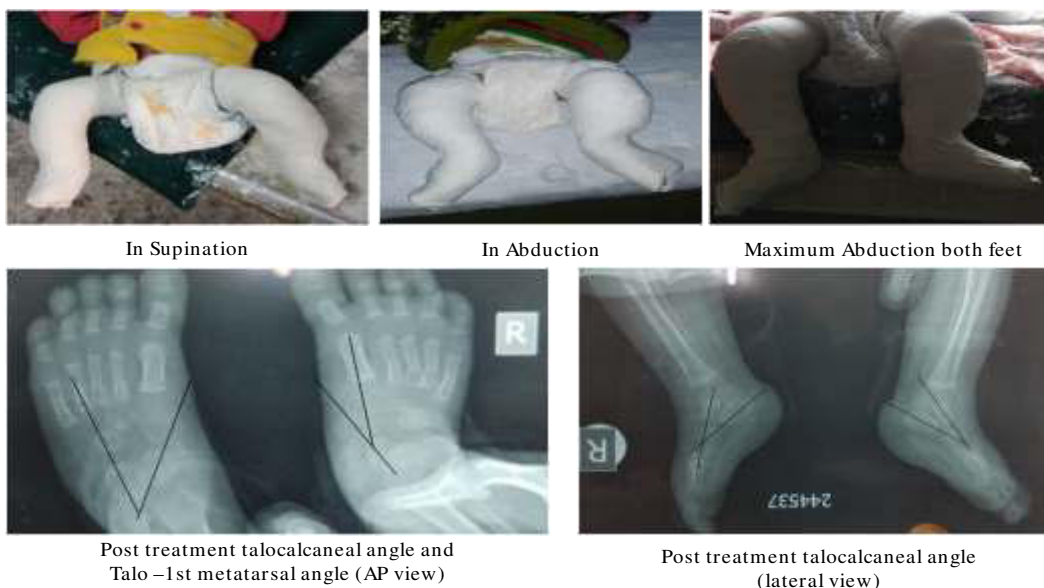 In Supination
In Abduction
Maximum Abduction both feet
R
R
244537
Post treatment talocalcaneal angle and
Talo –1st metatarsal angle (AP view)
Post treatment talocalcaneal angle
(lateral view)